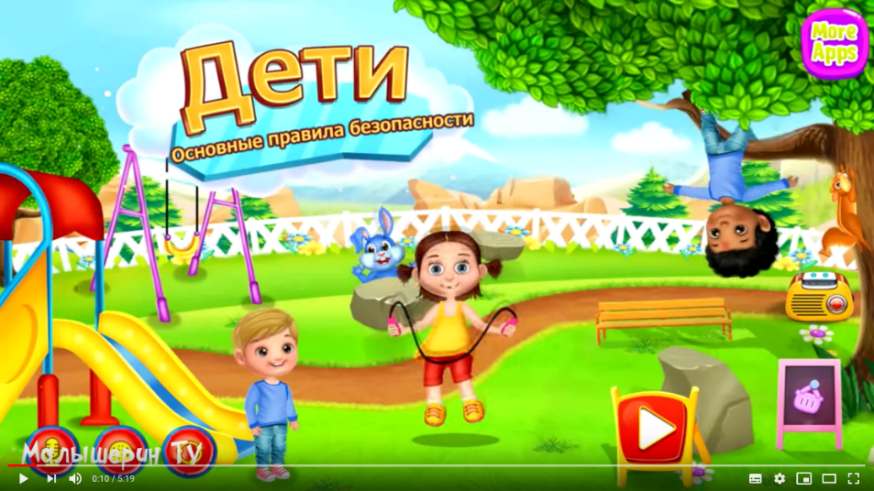 More
Apps
Дети
Основные правила безопасности
Малышерин TV
0:10 / 5:19